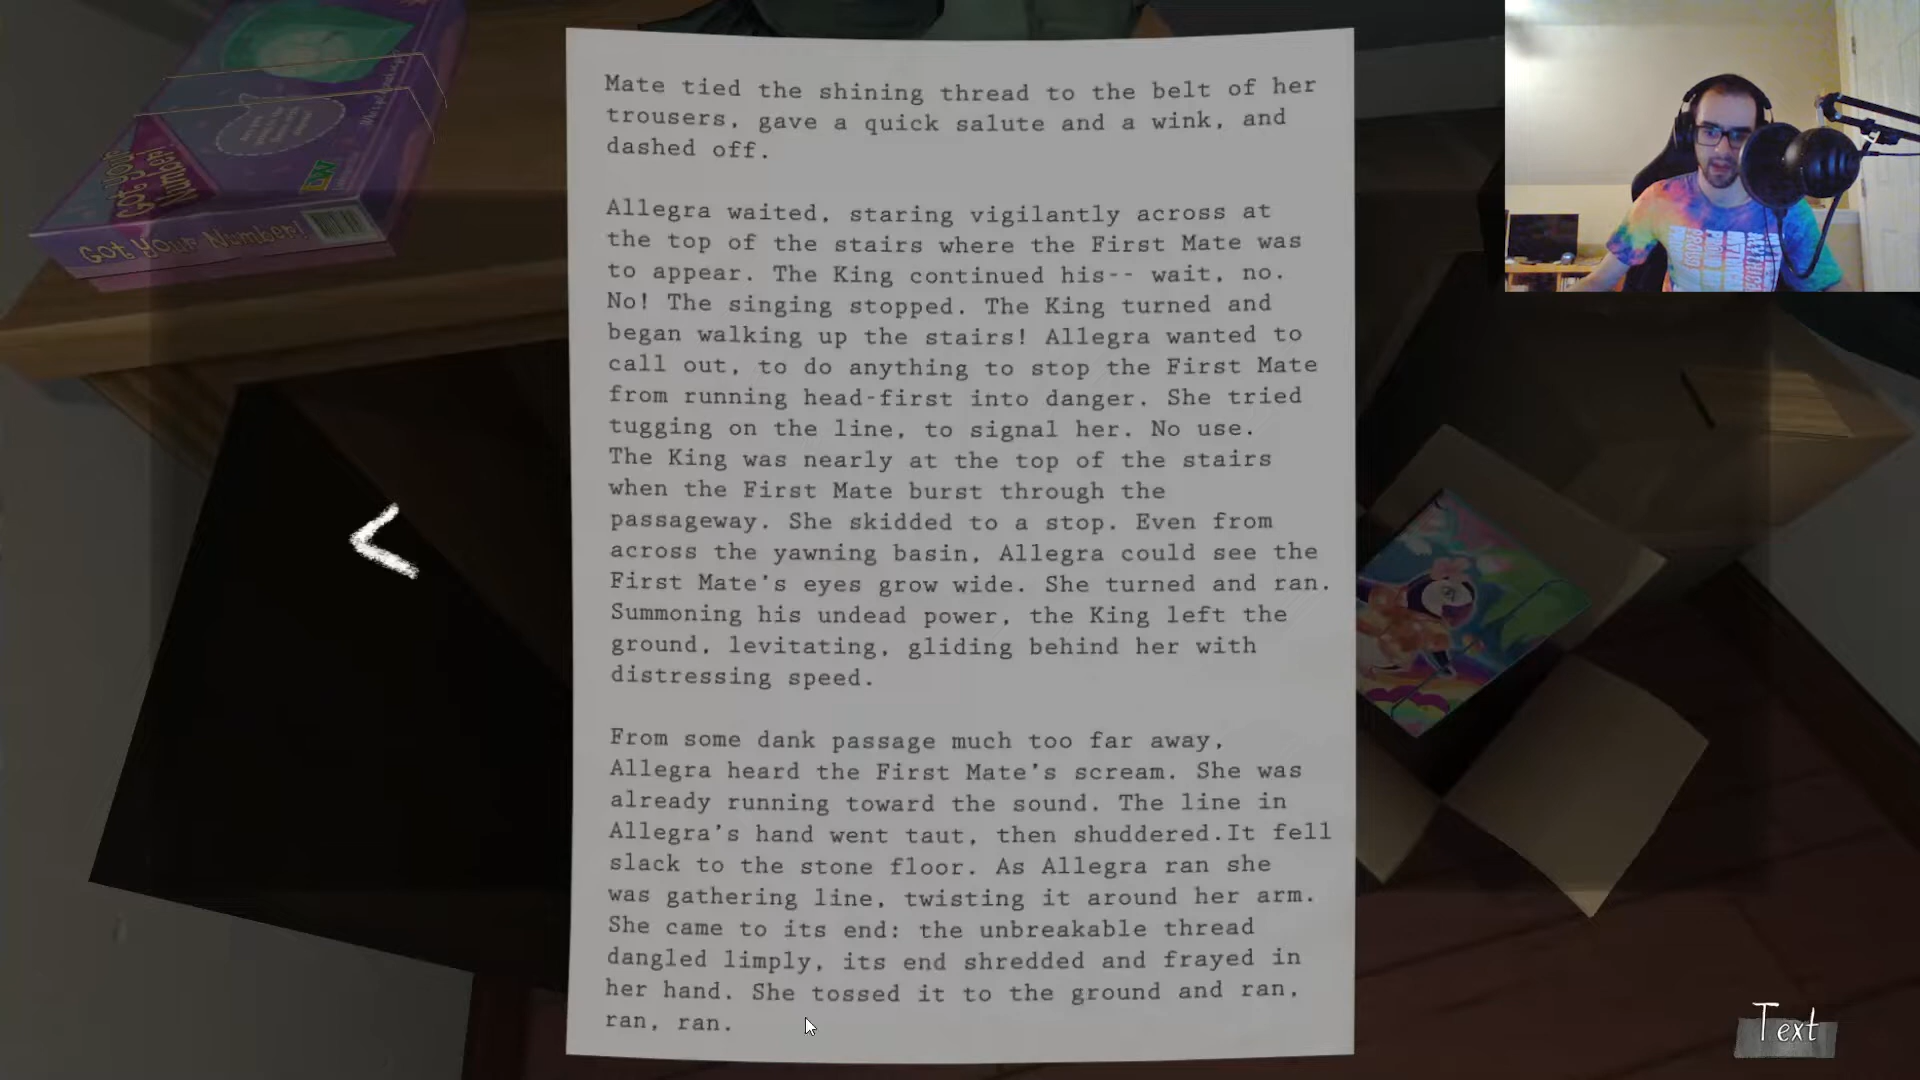 Mate tied the shining thread to the belt of her
trousers, gave a quick salute and a wink, and
dashed off.
Allegra waited, staring vigilantly across at
the top of the stairs where the First Mate was
to appear. The King continued his-- wait, no.
No! The singing stopped. The King turned and
began walking up the stairs! Allegra wanted to
call out, to do anything to stop the First Mate
from running head-first into danger. She tried
tugging on the line, to signal her. No use.
The King was nearly at the top of the stairs
when the First Mate burst through the
passageway. She skidded to a stop. Even from
across the yawning basin, Allegra could see the
First Mate's eyes grow wide. She turned and ran.
Summoning his undead power, the King left the
ground, levitating, gliding behind her with
distressing speed.
From some dank passage much too far away,
Allegra heard the First Mate's scream. She was
already running toward the sound. The line in
Allegra's hand went taut, then shuddered.It fell
slack to the stone floor. As Allegra ran she
was gathering line, twisting it around her arm.
She came to its end: the unbreakable thread
dangled limply, its end shredded and frayed in
her hand. She tossed it to the ground and ran,
ran, ran.
Got Your
Number!
Got Your Number!
LW
Text